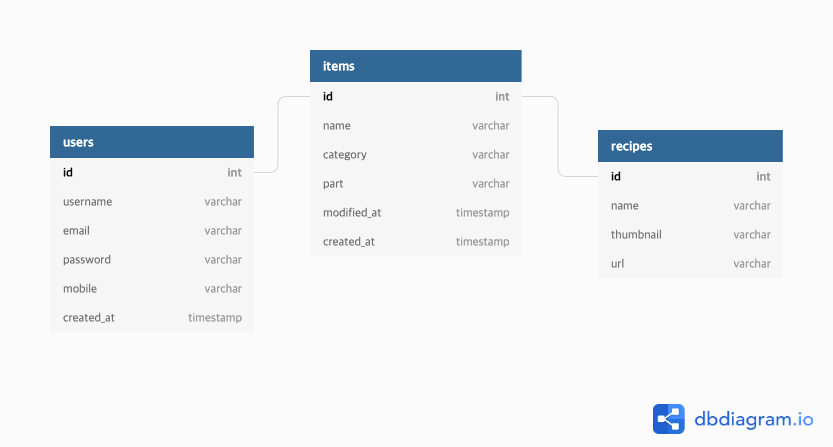 users
id int
username varchar
email varchar
password varchar
mobile varchar
created_at timestamp
items
id int
name varchar
category varchar
part varchar
modified_at timestamp
created_at timestamp
recipes
id int
name varchar
thumbnail varchar
url varchar
dbdiagram.io